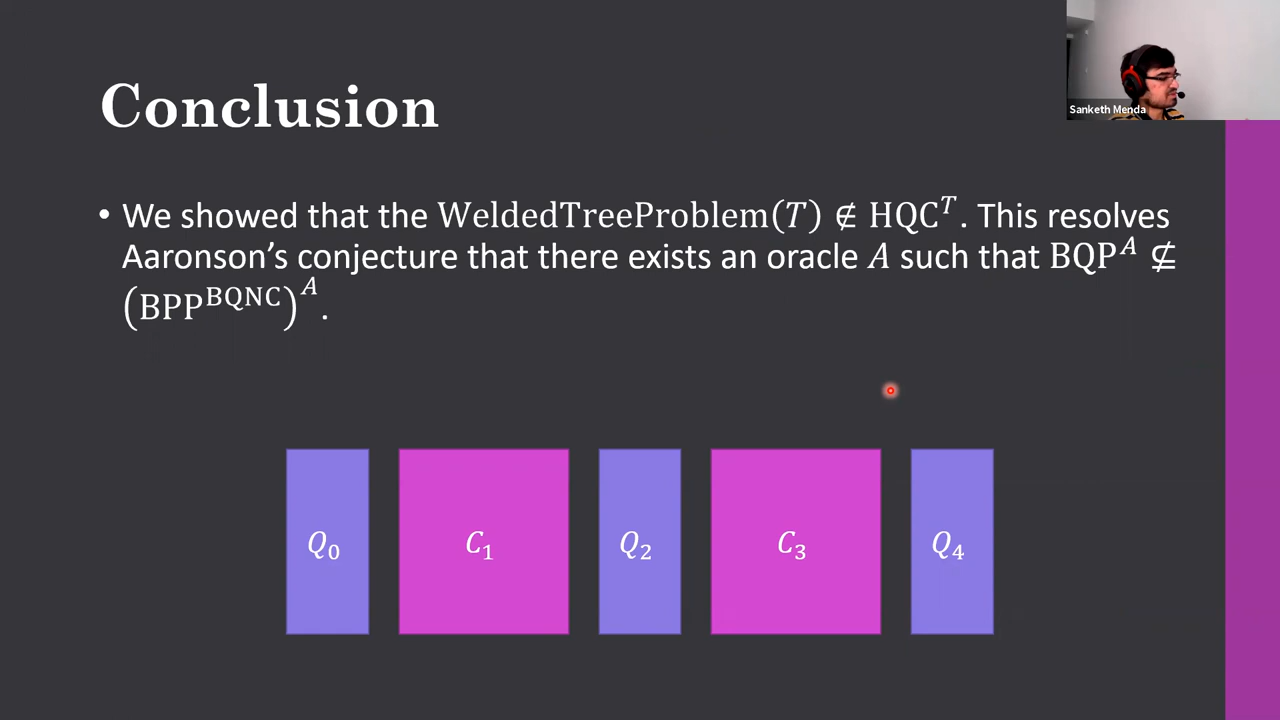 Sanketh Menda
Conclusion
• We showed that the WeldedTreeProblem(T) ∉ HQC^T. This resolves
Aaronson’s conjecture that there exists an oracle A such that BQP^A ⊈
(BPP^BQNC)^A.
Q₀ C₁ Q₂ C₃ Q₄